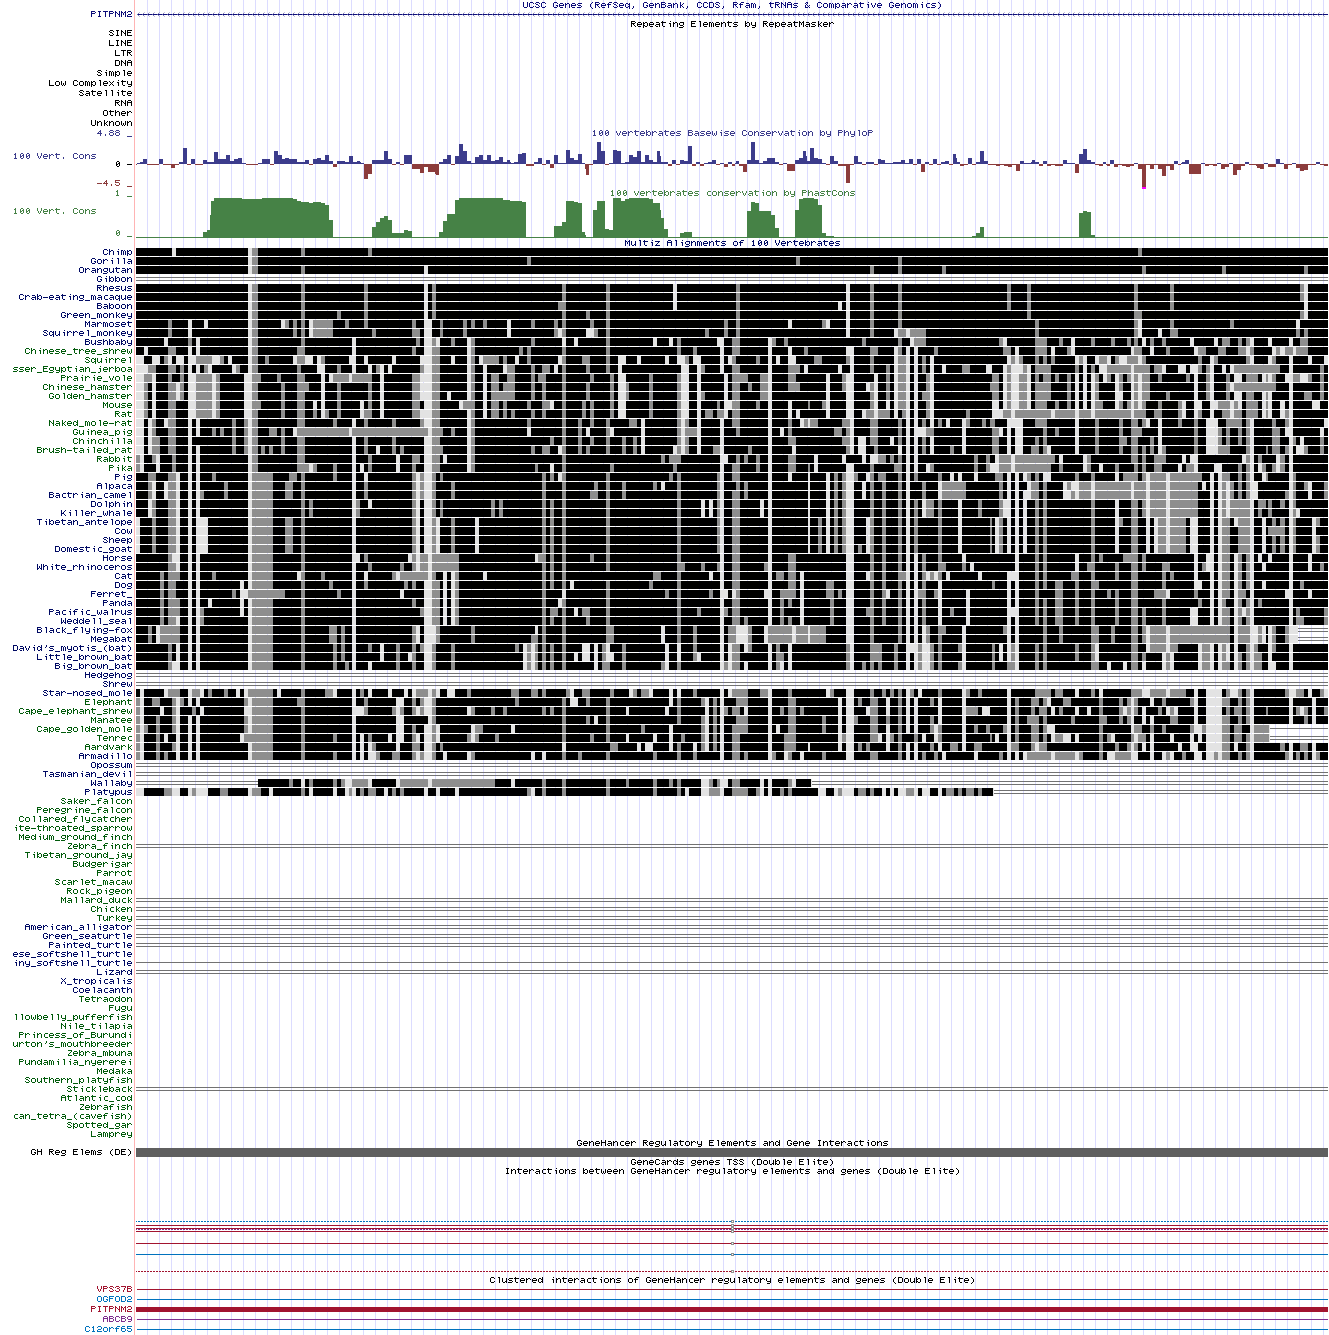 UCSC Genes (RefSeq, GenBank, CCDS, Rfam, tRNAs & Comparative Genomics)
PITPNM2
Repeating Elements by RepeatMasker
SINE
LINE
LTR
DNA
Simple
Low Complexity
Satellite
RNA
Other
Unknown
4.88 _
100 vertebrates Basewise Conservation by PhyloP
100 Vert. Cons
0 _
-4.5 _
1 _
100 vertebrates conservation by PhastCons
100 Vert. Cons
0 _
Multiz Alignments of 100 Vertebrates
Chimp
Gorilla
Orangutan
Gibbon
Rhesus
Crab-eating_macaque
Baboon
Green_monkey
Marmoset
Squirrel_monkey
Bushbaby
Chinese_tree_shrew
Squirrel
sser_Egyptian_jerboa
Prairie_vole
Chinese_hamster
Golden_hamster
Mouse
Rat
Naked_mole-rat
Guinea_pig
Chinchilla
Brush-tailed_rat
Rabbit
Pika
Pig
Alpaca
Bactrian_camel
Dolphin
Killer_whale
Tibetan_antelope
Cow
Sheep
Domestic_goat
Horse
White_rhinoceros
Cat
Dog
Ferret_
Panda
Pacific_walrus
Weddell_seal
Black_flying-fox
Megabat
David's_myotis_(bat)
Little_brown_bat
Big_brown_bat
Hedgehog
Shrew
Star-nosed_mole
Elephant
Cape_elephant_shrew
Manatee
Cape_golden_mole
Tenrec
Aardvark
Armadillo
Opossum
Tasmanian_devil
Wallaby
Platypus
Saker_falcon
Peregrine_falcon
Collared_flycatcher
ite-throated_sparrow
Medium_ground_finch
Zebra_finch
Tibetan_ground_jay
Budgerigar
Parrot
Scarlet_macaw
Rock_pigeon
Mallard_duck
Chicken
Turkey
American_alligator
Green_seaturtle
Painted_turtle
ese_softshell_turtle
iny_softshell_turtle
Lizard
X_tropicalis
Coelacanth
Tetraodon
Fugu
llowbelly_pufferfish
Nile_tilapia
Princess_of_Burundi
urton's_mouthbreeder
Zebra_mbuna
Pundamilia_nyererei
Medaka
Southern_platyfish
Stickleback
Atlantic_cod
Zebrafish
can_tetra_(cavefish)
Spotted_gar
Lamprey
GeneHancer Regulatory Elements and Gene Interactions
GH Reg Elems (DE)
GeneCards genes TSS (Double Elite)
Interactions between GeneHancer regulatory elements and genes (Double Elite)
Clustered interactions of GeneHancer regulatory elements and genes (Double Elite)
VPS37B
OGFOD2
PITPNM2
ABCB9
C12orf65